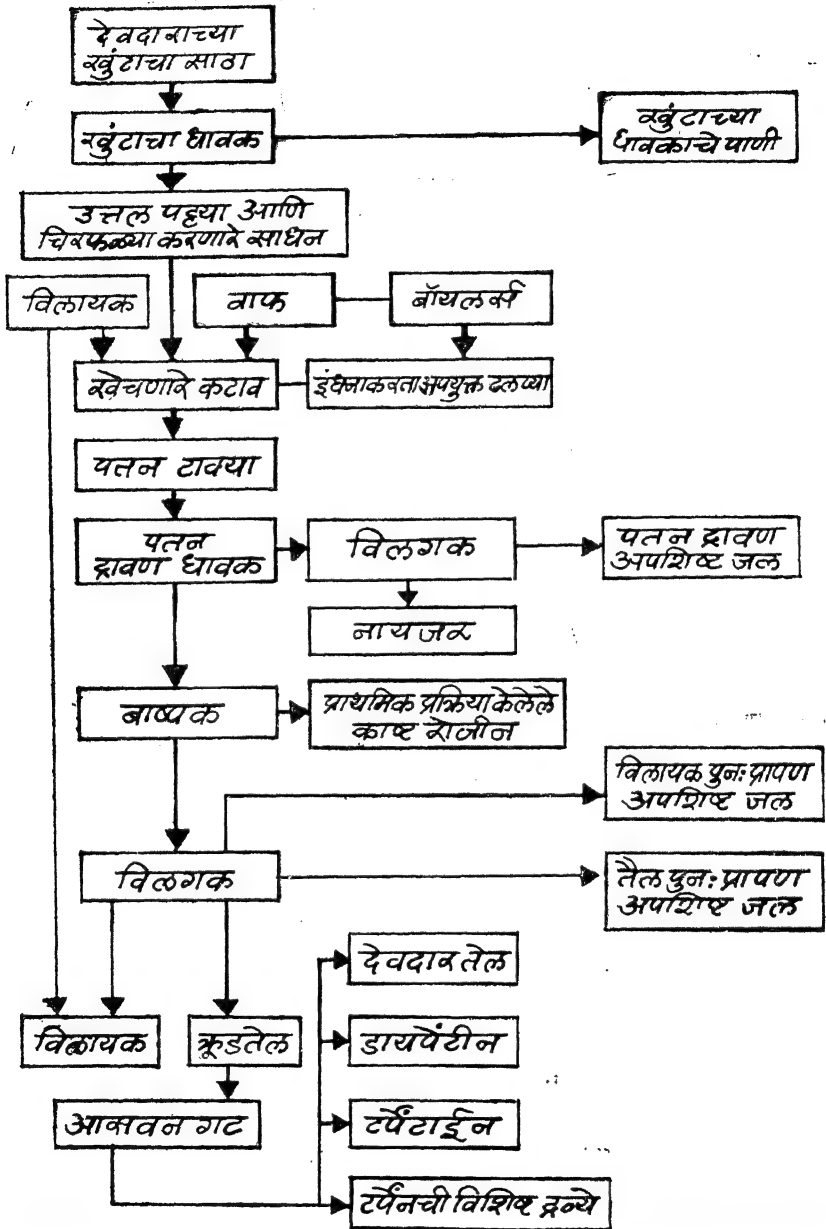 देवदाराच्या
खुंटाचा साठा
खुंटाचा धावक
खुंटाच्या
धावकाचे पाणी
उत्तल पट्टया आणि
चिरफळ्या करणारे साधन
विलायक
वाफ
बॉयलर्स
खेचणारे कटाव
इंधनाकरता उपयुक्त ढलप्या
पतन टाक्या
पतन
द्रावण धावक
विलगक
पतन द्रावण
अपशिष्ट जल
नायजर
बाष्पक
प्राथमिक प्रक्रिया केलेले
काष्ट रोजीन
विलायक पुनःप्रापण
अपशिष्ट जल
विळगक
तैल पुनःप्रापण
अपशिष्ट जल
देवदार तेल
विळायक
क्रूडतेल
डायपेंटीन
आसवन गट
टर्पेंटाईन
टर्पेनची विशिष्ट द्रव्ये